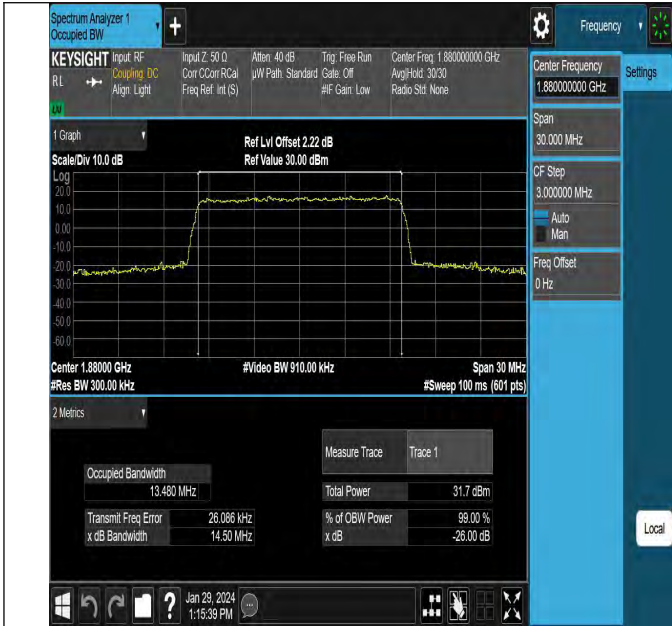 Spectrum Analyzer 1
Occupied BW
+
Frequency
KEYSIGHT
RL
LNI
Input: RF
Coupling: DC
Align: Light
Input Z: 50 Ω
Corr CCorr RCal
Freq Ref: Int (S)
Atten: 40 dB
µW Path: Standard
Trig: Free Run
Gate: Off
#IF Gain: Low
Center Freq: 1.880000000 GHz
Avg|Hold: 30/30
Radio Std: None
Center Frequency
1.880000000 GHz
Settings
Span
30.000 MHz
CF Step
3.000000 MHz
Auto
Man
Freq Offset
0 Hz
Local
1 Graph
Scale/Div 10.0 dB
Ref Lvl Offset 2.22 dB
Ref Value 30.00 dBm
Log
20.0
10.0
0.00
-10.0
-20.0
-30.0
-40.0
-50.0
-60.0
Center 1.88000 GHz
#Res BW 300.00 kHz
#Video BW 910.00 kHz
Span 30 MHz
#Sweep 100 ms (601 pts)
2 Metrics
Measure Trace Trace 1
Occupied Bandwidth
13.480 MHz
Total Power 31.7 dBm
Transmit Freq Error 26.086 kHz
% of OBW Power 99.00 %
x dB Bandwidth 14.50 MHz
x dB -26.00 dB
?
Jan 29, 2024
1:15:39 PM